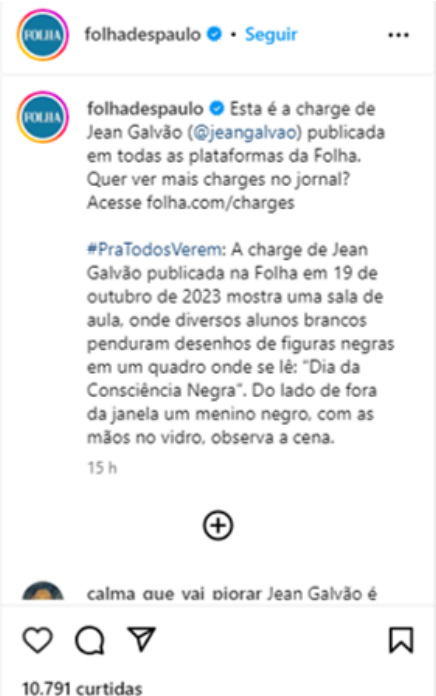 FOLHA
folhadespaulo • Seguir
FOLHA
folhadespaulo Esta é a charge de
Jean Galvão (@jeangalvao) publicada
em todas as plataformas da Folha.
Quer ver mais charges no jornal?
Acesse folha.com/charges
#PraTodosVerem: A charge de Jean
Galvão publicada na Folha em 19 de
outubro de 2023 mostra uma sala de
aula, onde diversos alunos brancos
penduram desenhos de figuras negras
em um quadro onde se lê: "Dia da
Consciência Negra". Do lado de fora
da janela um menino negro, com as
mãos no vidro, observa a cena.
15 h
calma que vai piorar Jean Galvão é
10.791 curtidas